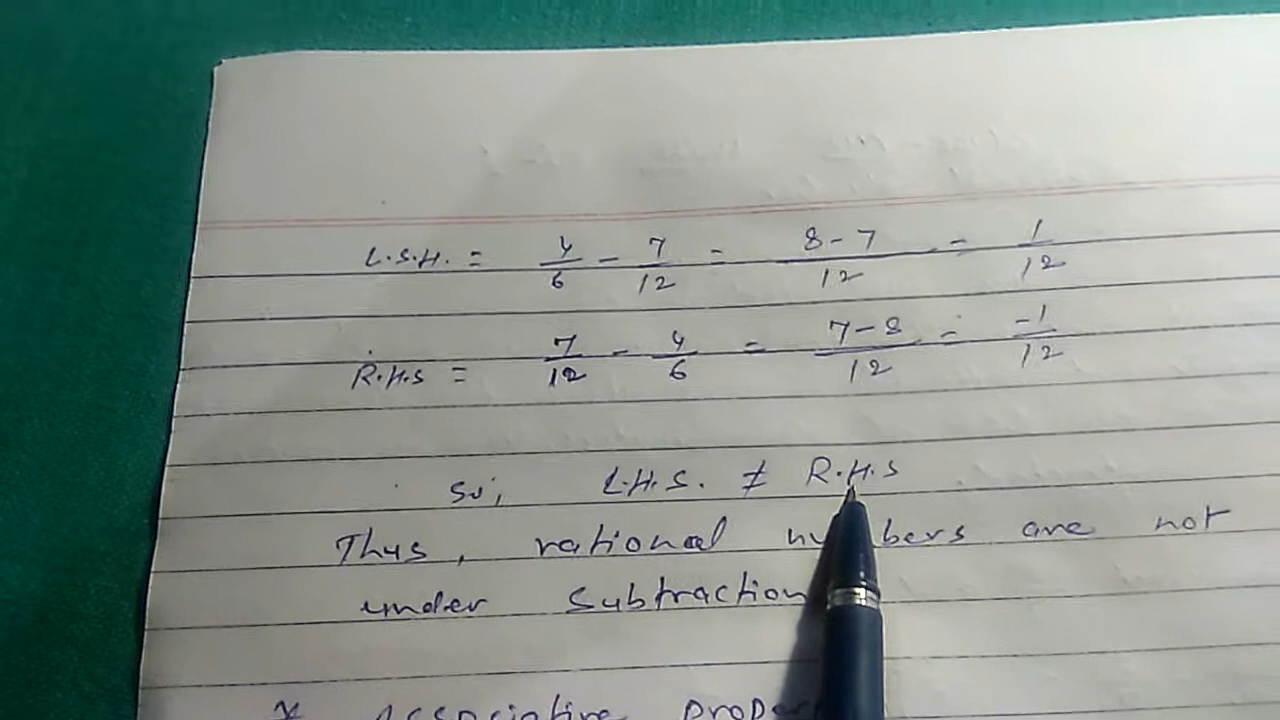 L.S.H. = 4/6 - 7/12 = 8-7/12 = 1/12
R.H.S = 7/12 - 4/6 = 7-8/12 = -1/12
So, L.H.S. ≠ R.H.S
Thus, rational are not
under Subtraction
* Associative